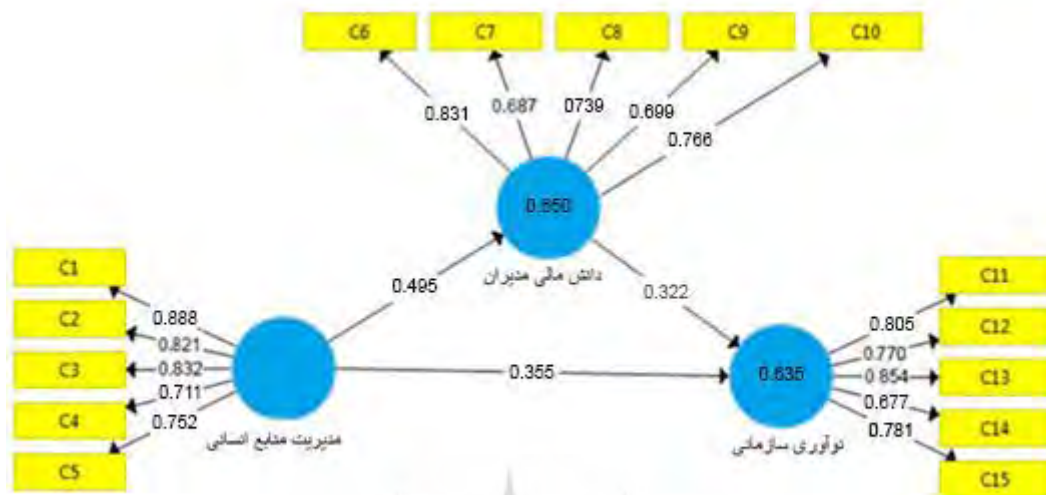 C6 C7 C8 C9 C10
0.831 0.687 0739 0.699 0.766
0.650
دانش مالی مدیران
0.495
0.322
C1
C2
C3
C4
C5
0.888
0.821
0.832
0.711
0.752
مدیریت منابع انسانی
0.355
0.635
نوآوری سازمانی
0.805
0.770
0.854
0.677
0.781
C11
C12
C13
C14
C15